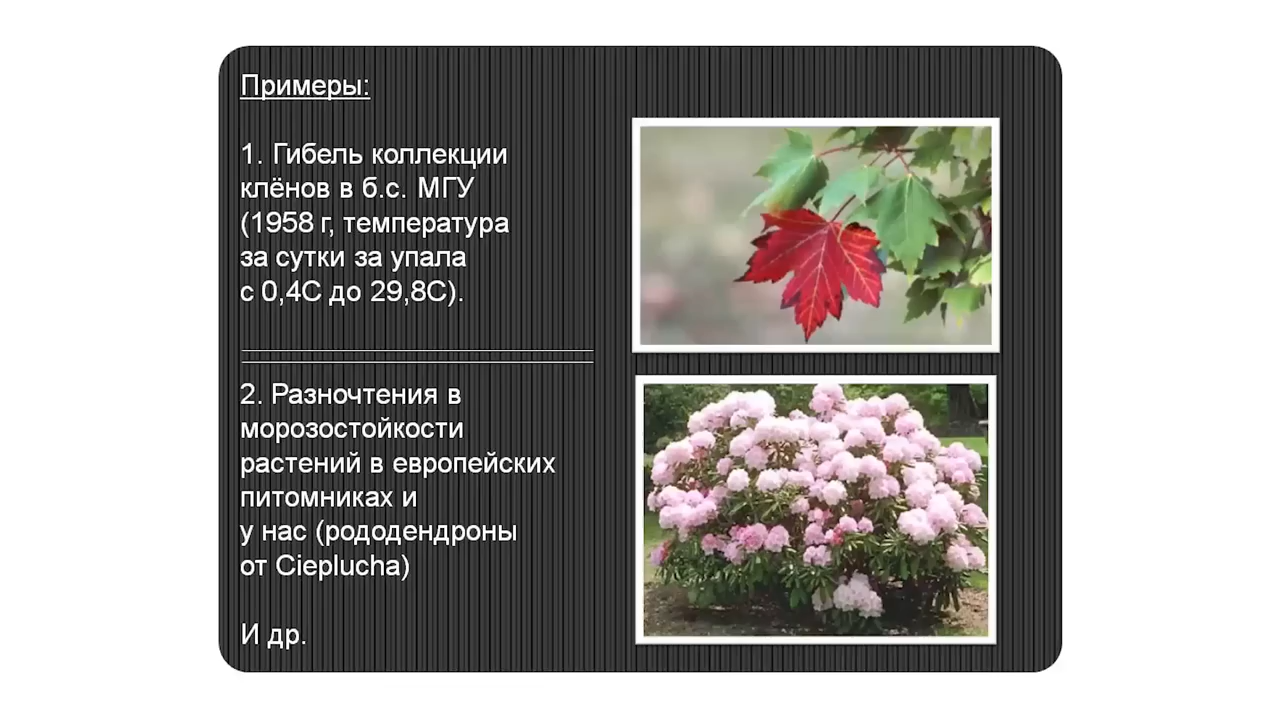 Примеры:
1. Гибель коллекции
клёнов в б.с. МГУ
(1958 г, температура
за сутки за упала
с 0,4С до 29,8С).
2. Разночтения в
морозостойкости
растений в европейских
питомниках и
у нас (рододендроны
от Cieplucha)
И др.